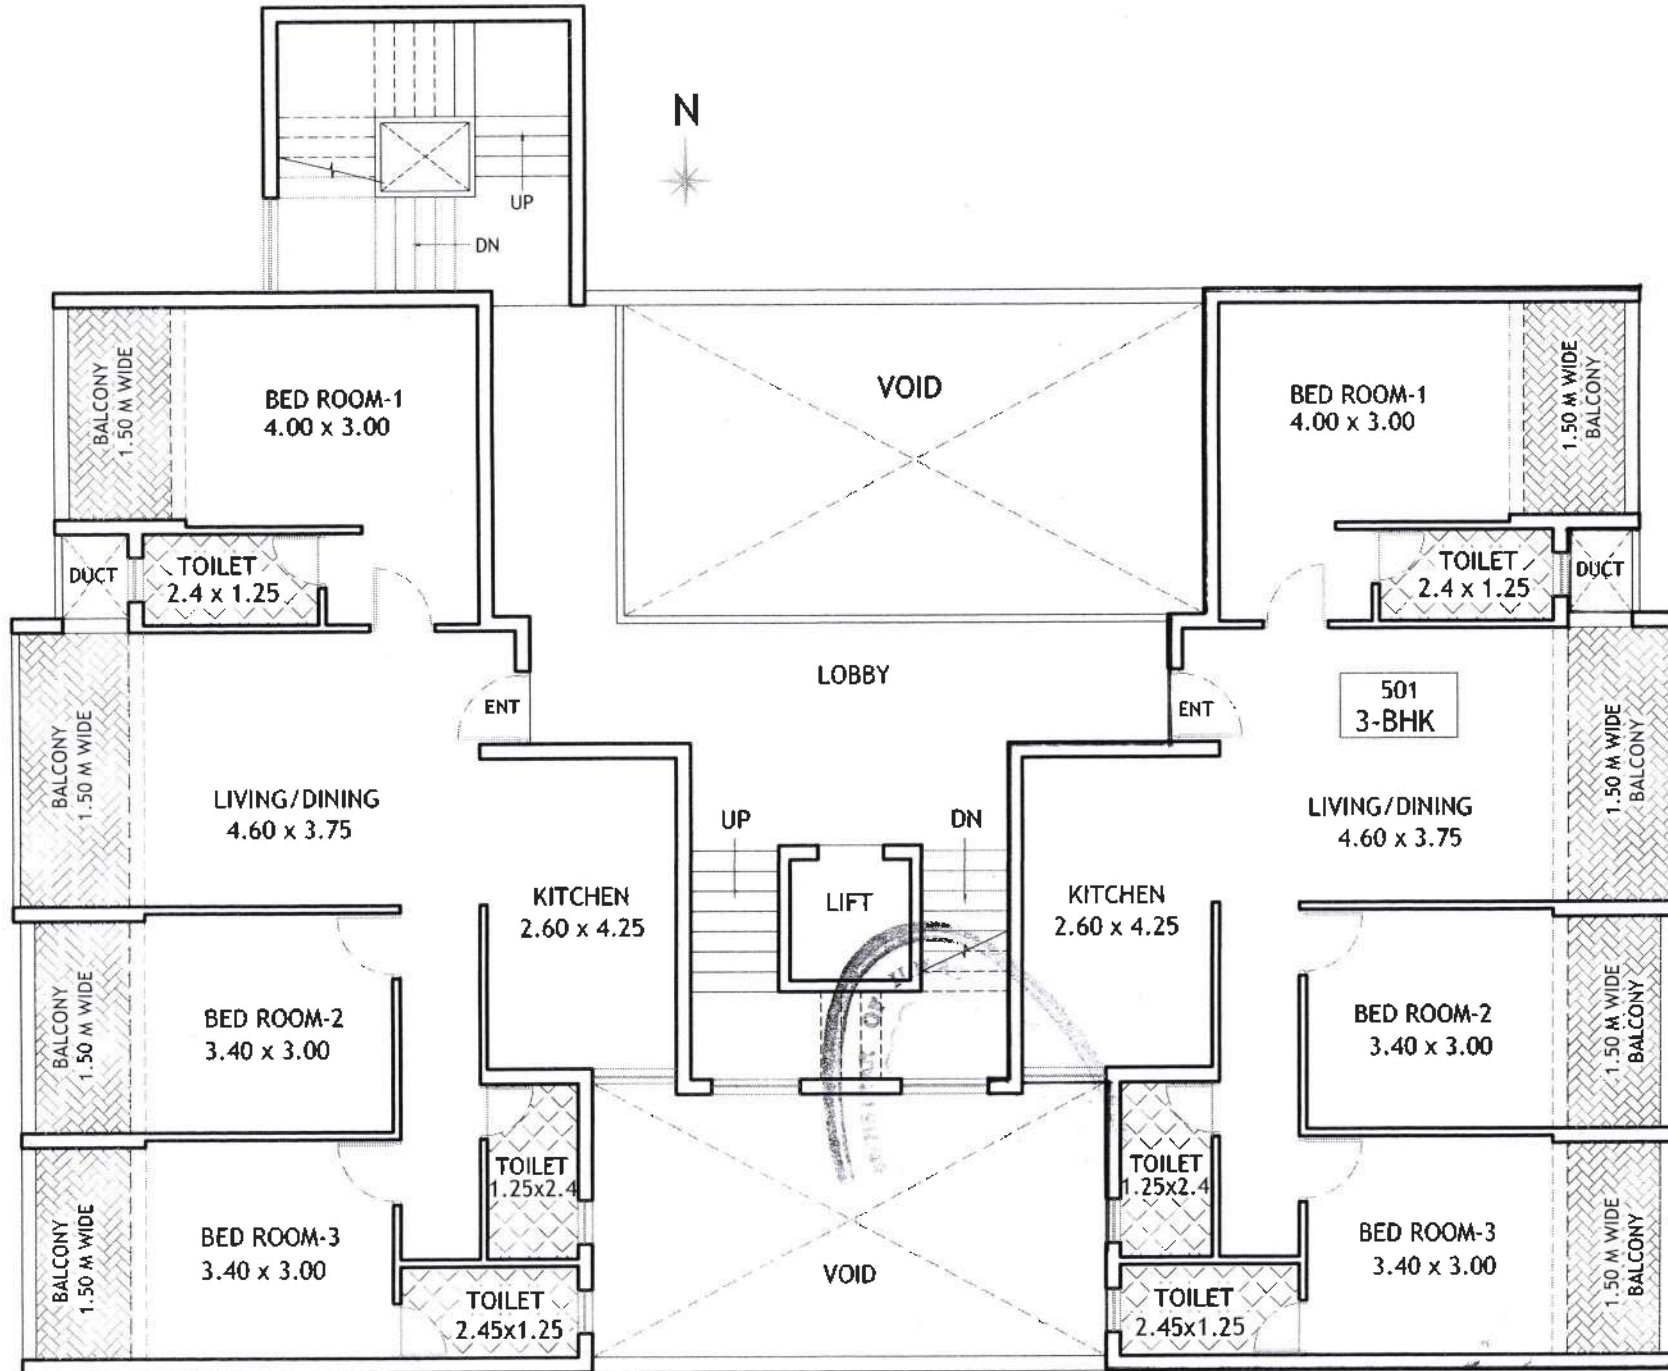 N
UP
DN
BALCONY
1.50 M WIDE
BED ROOM-1
4.00 x 3.00
VOID
BED ROOM-1
4.00 x 3.00
1.50 M WIDE
BALCONY
DUCT
TOILET
2.4 x 1.25
TOILET
2.4 x 1.25
DUCT
LOBBY
ENT
ENT
501
3-BHK
BALCONY
1.50 M WIDE
LIVING/DINING
4.60 x 3.75
UP
DN
LIVING/DINING
4.60 x 3.75
1.50 M WIDE
BALCONY
KITCHEN
2.60 x 4.25
LIFT
KITCHEN
2.60 x 4.25
BALCONY
1.50 M WIDE
BED ROOM-2
3.40 x 3.00
BED ROOM-2
3.40 x 3.00
1.50 M WIDE
BALCONY
TOILET
1.25x2.4
TOILET
1.25x2.4
BALCONY
1.50 M WIDE
BED ROOM-3
3.40 x 3.00
VOID
BED ROOM-3
3.40 x 3.00
1.50 M WIDE
BALCONY
TOILET
2.45x1.25
TOILET
2.45x1.25